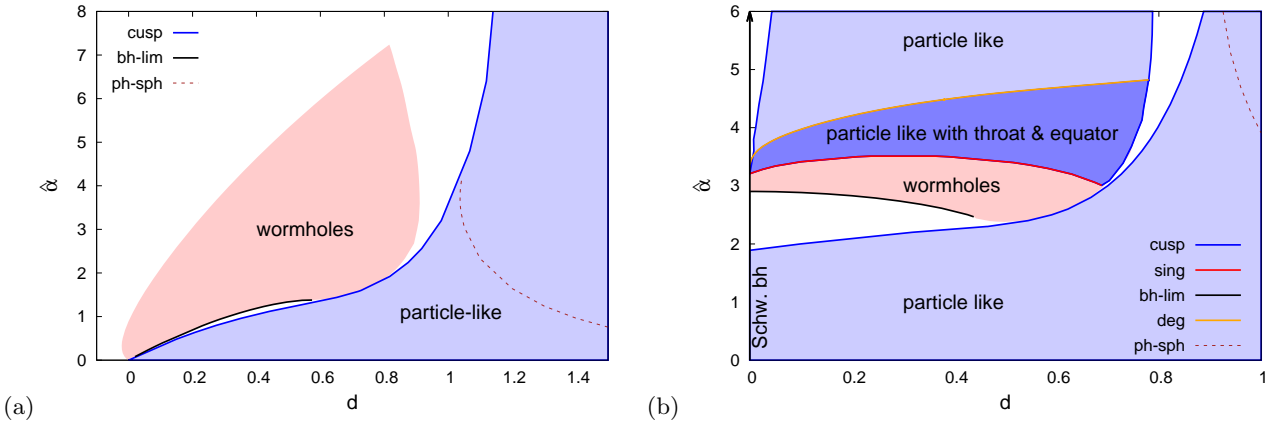 8
7
6
5
4
3
2
1
0
α̂
cusp
bh-lim
ph-sph
wormholes
particle-like
0 0.2 0.4 0.6 0.8 1 1.2 1.4
d
(a)
6
5
4
3
2
1
0
α̂
particle like
particle like with throat & equator
wormholes
particle like
Schw. bh
cusp
sing
bh-lim
deg
ph-sph
0 0.2 0.4 0.6 0.8 1
d
(b)